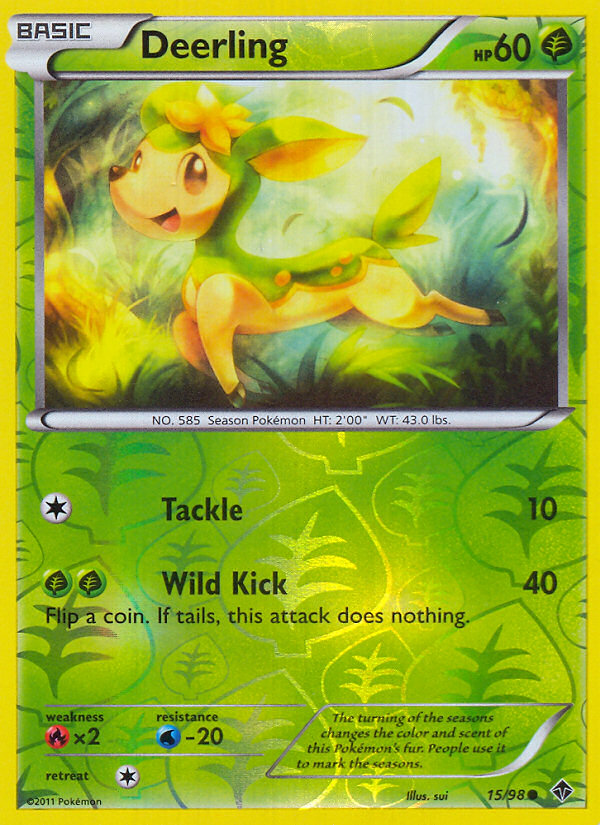 BASIC
Deerling
HP60
NO. 585 Season Pokémon HT: 2'00" WT: 43.0 lbs.
Tackle 10
Wild Kick 40
Flip a coin. If tails, this attack does nothing.
weakness
×2
resistance
-20
retreat
The turning of the seasons
changes the color and scent of
this Pokémon's fur. People use it
to mark the seasons.
©2011 Pokémon
Illus. sui
15/98